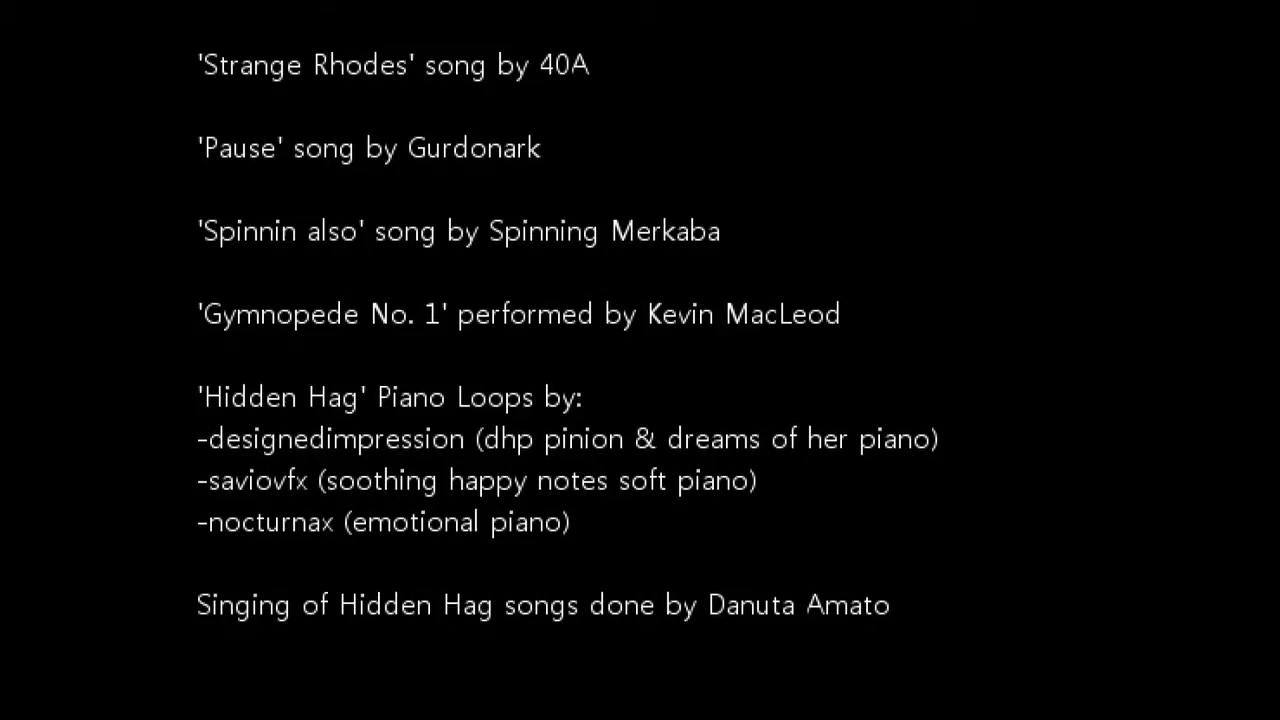 'Strange Rhodes' song by 40A
'Pause' song by Gurdonark
'Spinnin also' song by Spinning Merkaba
'Gymnopede No. 1' performed by Kevin MacLeod
'Hidden Hag' Piano Loops by:
-designedimpression (dhp pinion & dreams of her piano)
-saviovfx (soothing happy notes soft piano)
-nocturnax (emotional piano)
Singing of Hidden Hag songs done by Danuta Amato